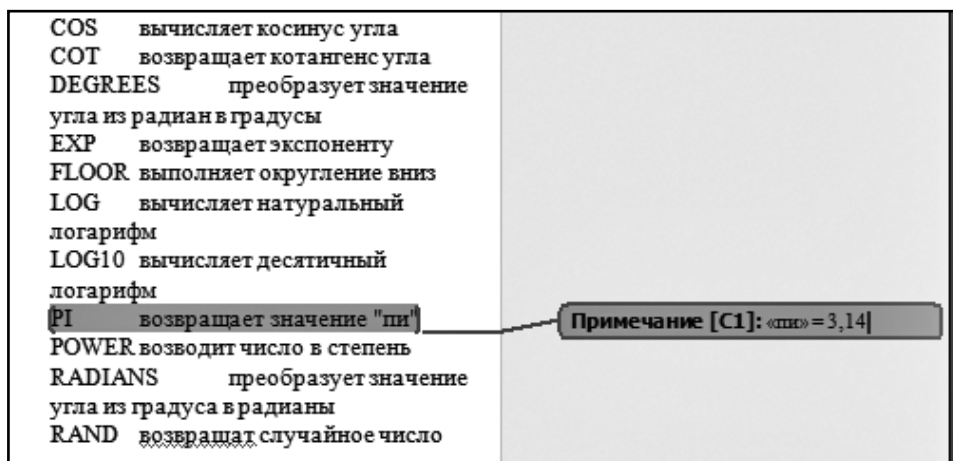 COS вычисляет косинус угла
COT возвращает котангенс угла
DEGREES преобразует значение
угла из радиан в градусы
EXP возвращает экспоненту
FLOOR выполняет округление вниз
LOG вычисляет натуральный
логарифм
LOG10 вычисляет десятичный
логарифм
PI возвращает значение "пи"
Примечание [C1]: «пи»=3,14
POWER возводит число в степень
RADIANS преобразует значение
угла из градуса в радианы
RAND возвращат случайное число